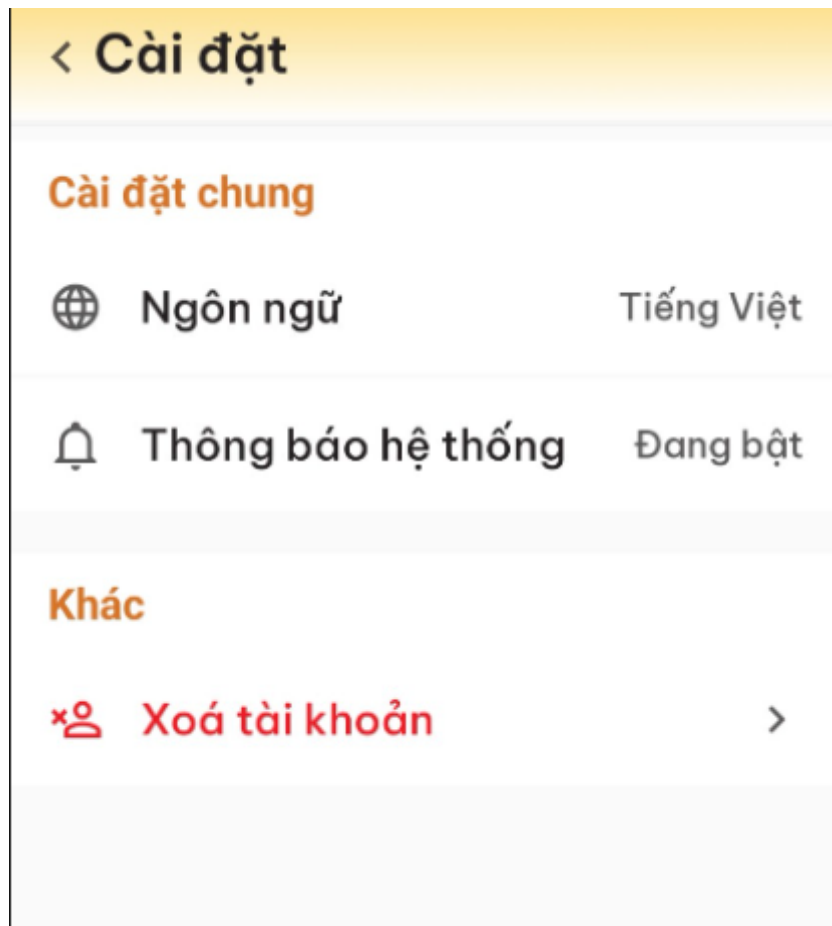 Cài đặt
Cài đặt chung
Ngôn ngữ Tiếng Việt
Thông báo hệ thống Đang bật
Khác
Xoá tài khoản